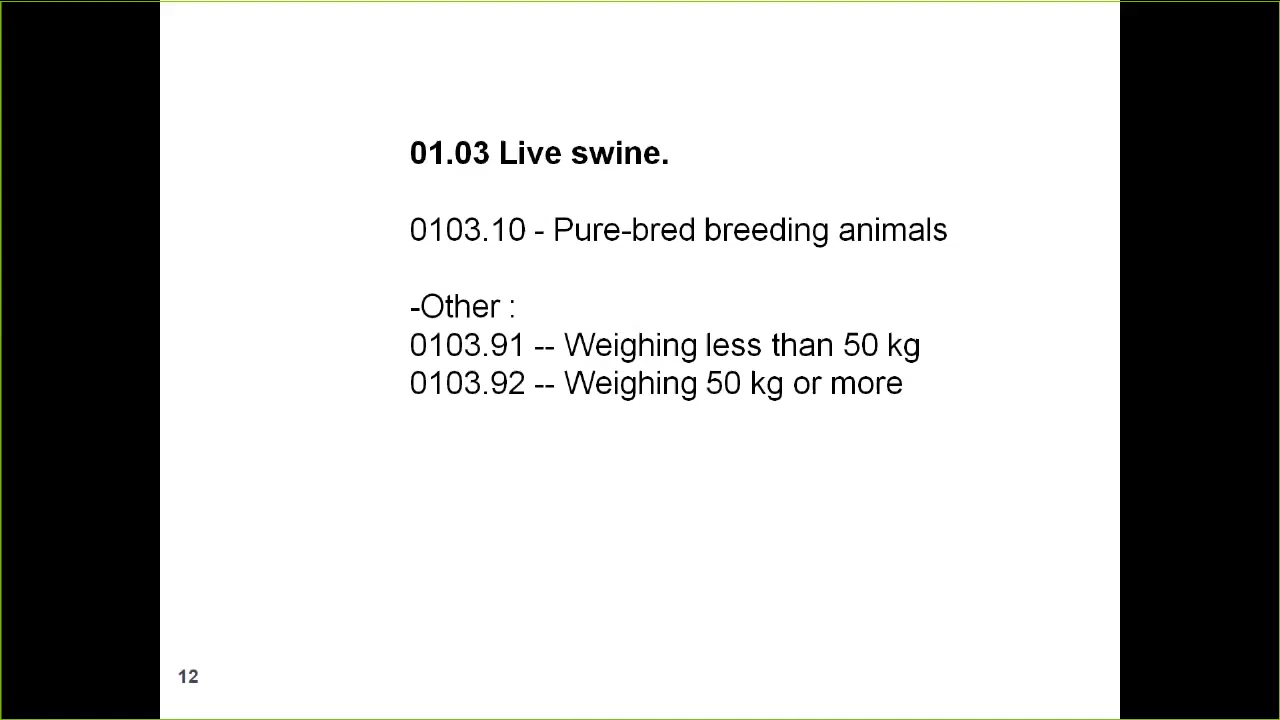 01.03 Live swine.
0103.10 - Pure-bred breeding animals
-Other :
0103.91 -- Weighing less than 50 kg
0103.92 -- Weighing 50 kg or more
12